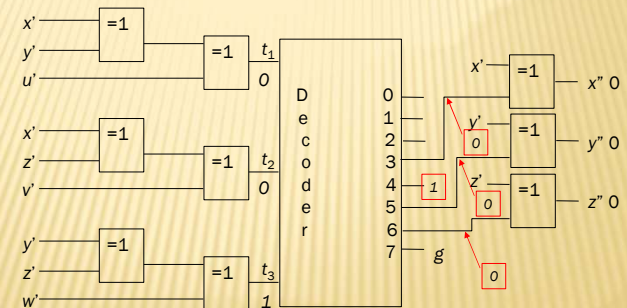 x'
=1
y'
=1
t1
u'
0
x'
=1
z'
=1
t2
v'
0
y'
=1
z'
=1
t3
w'
1
D
e
c
o
d
e
r
0
1
2
3
4
5
6
7
g
1
0
0
0
x'
=1
x" 0
y'
=1
y" 0
z'
=1
z" 0